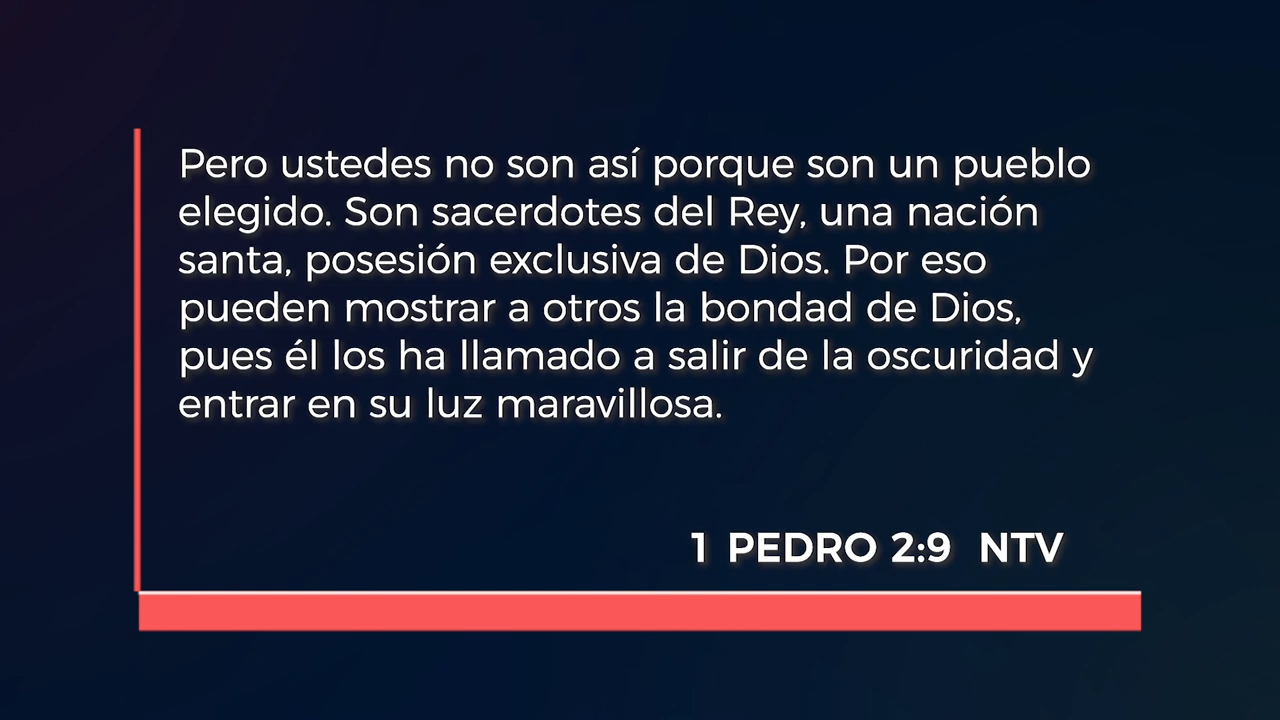 Pero ustedes no son así porque son un pueblo
elegido. Son sacerdotes del Rey, una nación
santa, posesión exclusiva de Dios. Por eso
pueden mostrar a otros la bondad de Dios,
pues él los ha llamado a salir de la oscuridad y
entrar en su luz maravillosa.
1 PEDRO 2:9 NTV